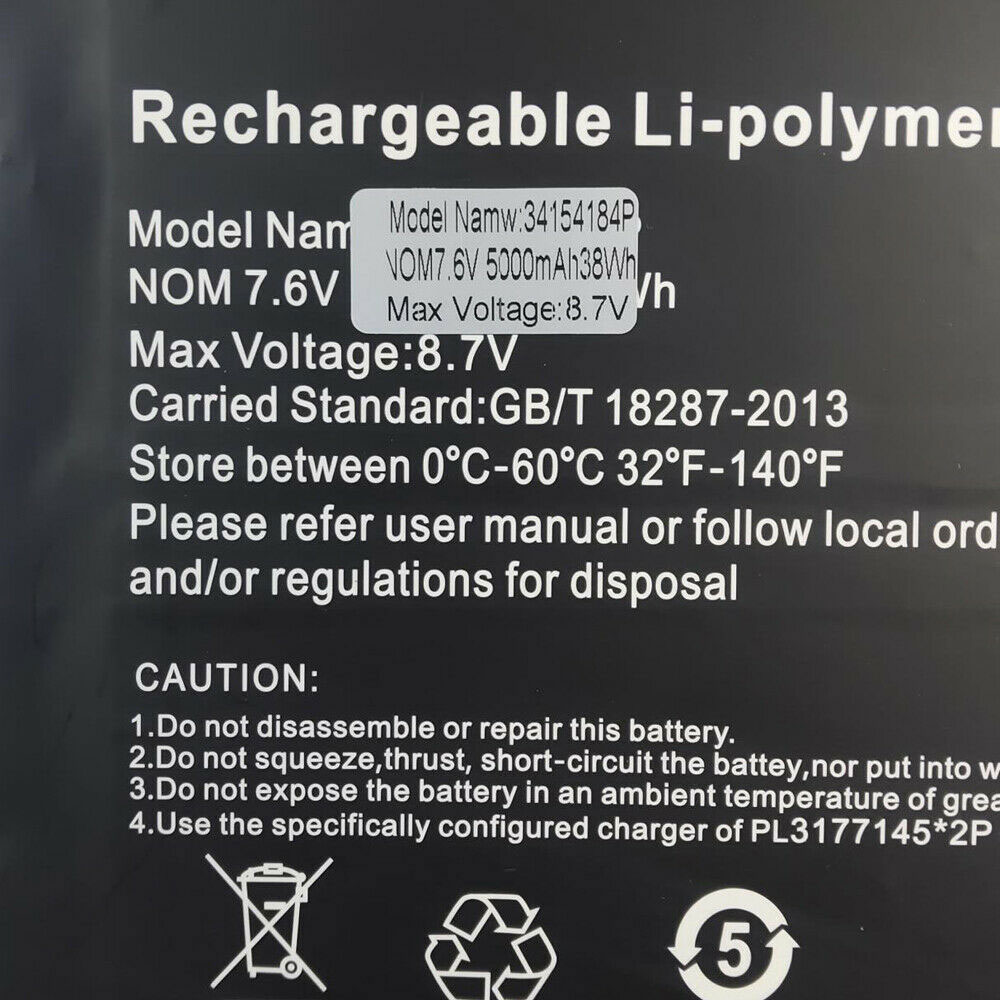 Rechargeable Li-polymer
Model Nam
Model Namw:34154184P
NOM 7.6V
NOM7.6V 5000mAh38Wh
Wh
Max Voltage:8.7V
Max Voltage:8.7V
Carried Standard:GB/T 18287-2013
Store between 0°C-60°C 32°F-140°F
Please refer user manual or follow local ord
and/or regulations for disposal
CAUTION:
1.Do not disassemble or repair this battery.
2.Do not squeeze,thrust, short-circuit the battey,nor put into w
3.Do not expose the battery in an ambient temperature of grea
4.Use the specifically configured charger of PL3177145*2P
5